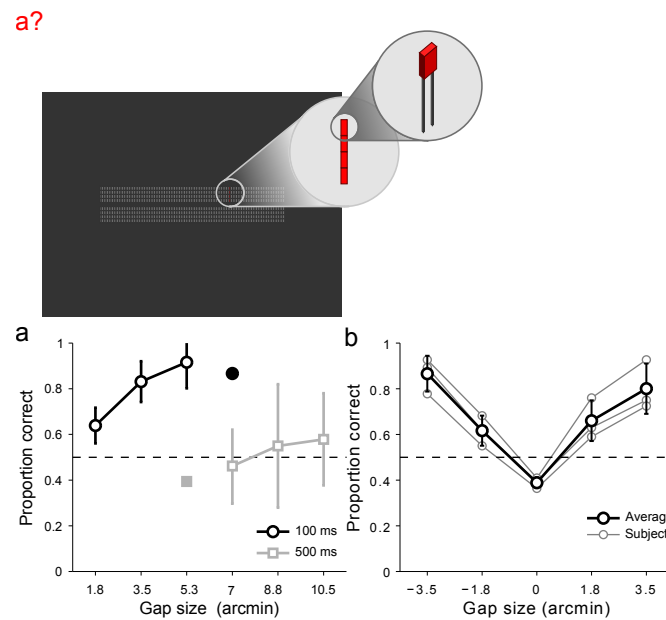 a?
a
b
Proportion correct
1
0.8
0.6
0.4
0.2
0
100 ms
500 ms
1.8 3.5 5.3 7 8.8 10.5
Gap size (arcmin)
Proportion correct
1
0.8
0.6
0.4
0.2
0
Averag
Subject
−3.5 −1.8 0 1.8 3.5
Gap size (arcmin)